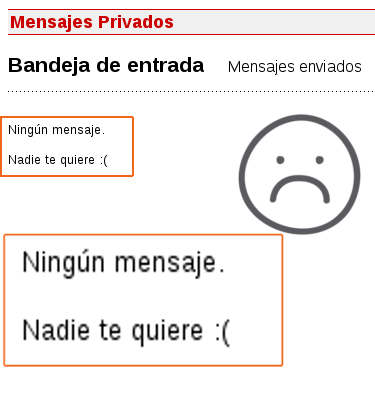 Mensajes Privados
Bandeja de entrada Mensajes enviados
Ningún mensaje.
Nadie te quiere :(
Ningún mensaje.
Nadie te quiere :(